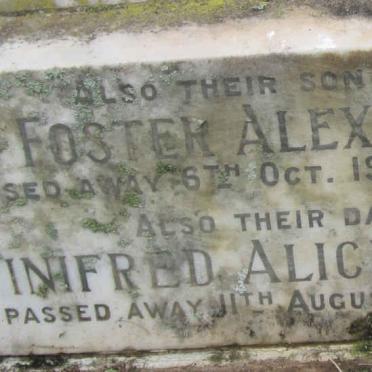 ALSO THEIR SON
FOSTER ALEX
SED AWAY 6TH OCT. 19
ALSO THEIR DA
INIFRED ALIC
PASSED AWAY 11TH AUGUS